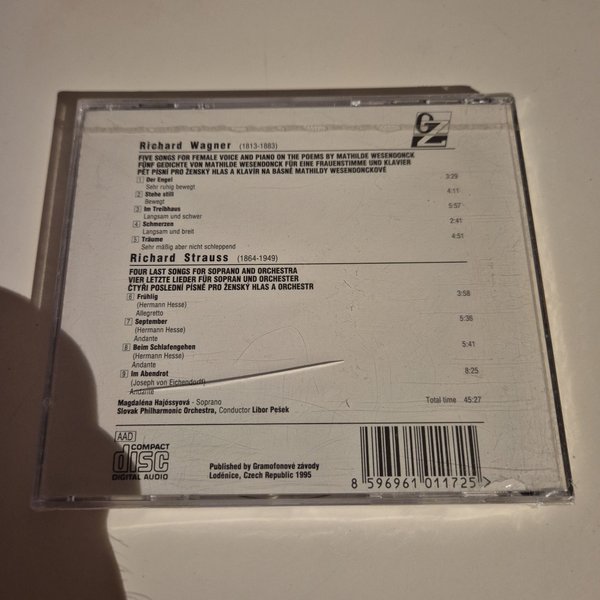 GZ
Richard Wagner (1813-1883)
FIVE SONGS FOR FEMALE VOICE AND PIANO ON THE POEMS BY MATHILDE WESENDONCK
FÜNF GEDICHTE VON MATHILDE WESENDONCK FÜR EINE FRAUENSTIMME UND KLAVIER
PĚT PÍSNÍ PRO ŽENSKÝ HLAS A KLAVÍR NA BÁSNĚ MATHILDY WESENDONCKOVÉ
1 Der Engel 3:29
Sehr ruhig bewegt
2 Stehe still 4:11
Bewegt
3 Im Treibhaus 5:57
Langsam und schwer
4 Schmerzen 2:41
Langsam und breit
5 Träume 4:51
Sehr mäßig aber nicht schleppend
Richard Strauss (1864-1949)
FOUR LAST SONGS FOR SOPRANO AND ORCHESTRA
VIER LETZTE LIEDER FÜR SOPRAN UND ORCHESTER
ČTYŘI POSLEDNÍ PÍSNĚ PRO ŽENSKÝ HLAS A ORCHESTR
6 Frühlig 3:58
(Hermann Hesse)
Allegretto
7 September 5:36
(Hermann Hesse)
Andante
8 Beim Schlafengehen 5:41
(Hermann Hesse)
Andante
9 Im Abendrot 8:25
(Joseph von Eichendorff)
Andante
Total time 45:27
Magdaléna Hajóssyová - Soprano
Slovak Philharmonic Orchestra, Conductor Libor Pešek
AAD
COMPACT
disc
DIGITAL AUDIO
Published by Gramofonové závody
Loděnice, Czech Republic 1995
8 596961 011725 >